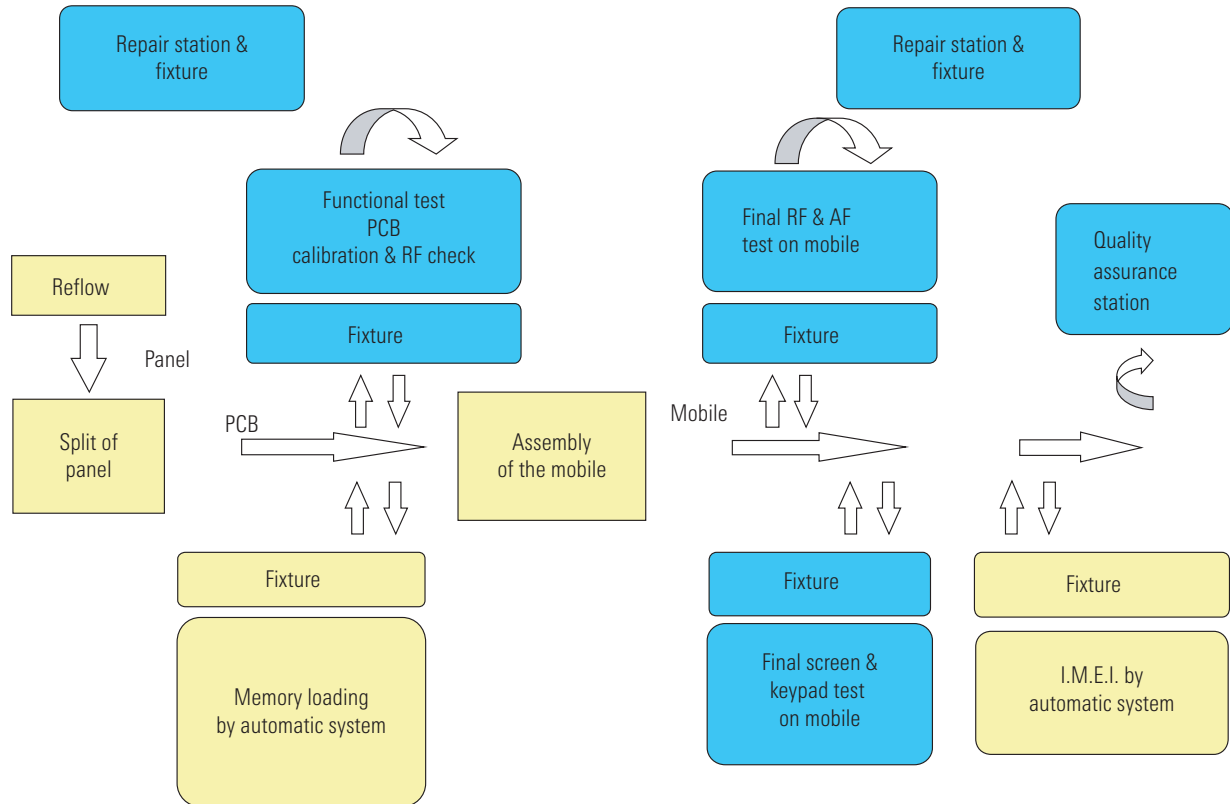 Repair station &
fixture
Repair station &
fixture
Functional test
PCB
calibration & RF check
Final RF & AF
test on mobile
Quality
assurance
station
Reflow
Fixture
Fixture
Panel
Split of
panel
PCB
Assembly
of the mobile
Mobile
Fixture
Fixture
Fixture
Memory loading
by automatic system
Final screen &
keypad test
on mobile
I.M.E.I. by
automatic system